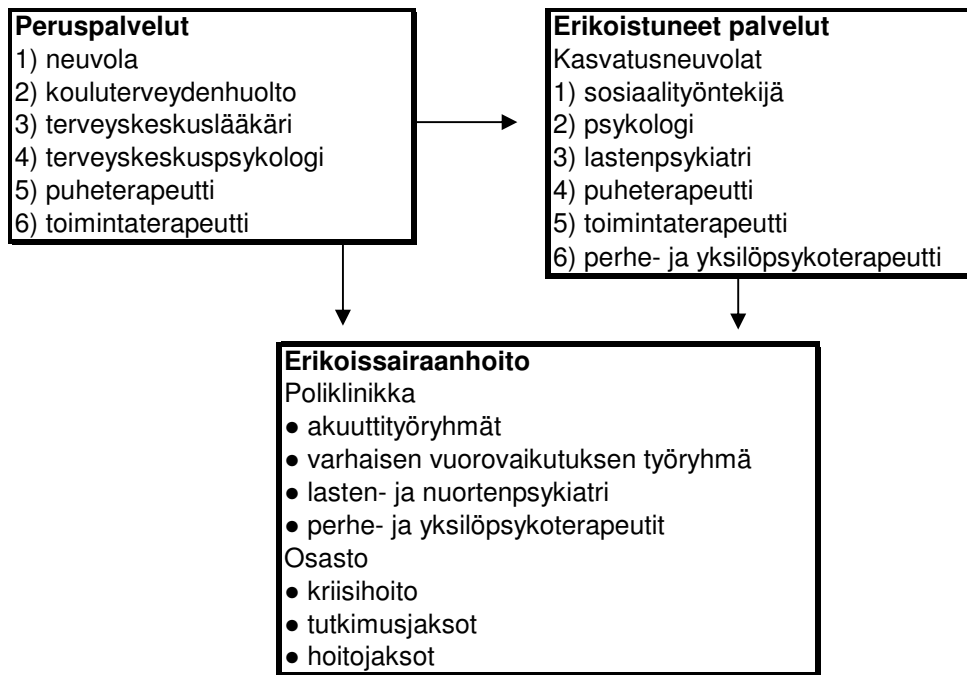 Peruspalvelut
1) neuvola
2) kouluterveydenhuolto
3) terveyskeskuslääkäri
4) terveyskeskuspsykologi
5) puheterapeutti
6) toimintaterapeutti
Erikoistuneet palvelut
Kasvatusneuvolat
1) sosiaalityöntekijä
2) psykologi
3) lastenpsykiatri
4) puheterapeutti
5) toimintaterapeutti
6) perhe- ja yksilöpsykoterapeutti
Erikoissairaanhoito
Poliklinikka
● akuuttityöryhmät
● varhaisen vuorovaikutuksen työryhmä
● lasten- ja nuortenpsykiatri
● perhe- ja yksilöpsykoterapeutit
Osasto
● kriisihoito
● tutkimusjaksot
● hoitojaksot